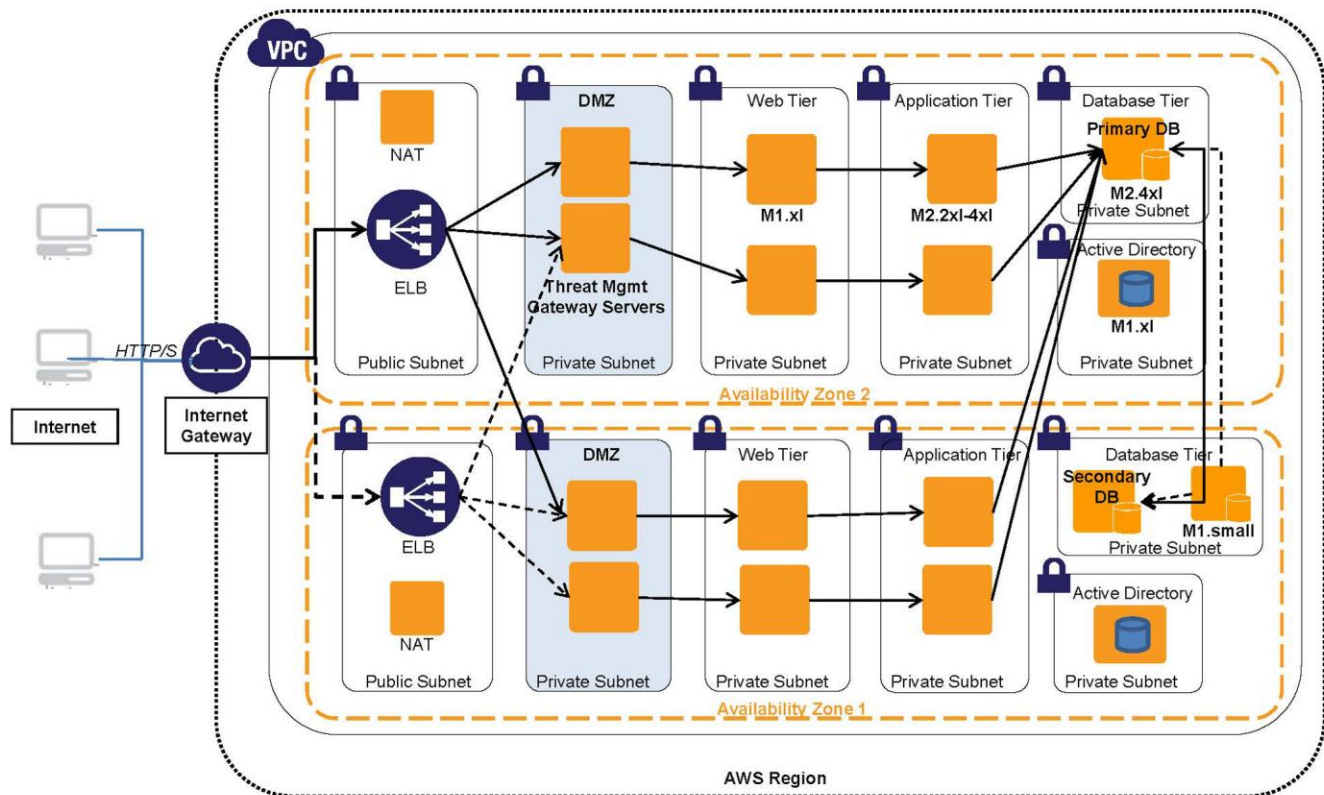 VPC
DMZ
Web Tier
Application Tier
Database Tier
Primary DB
NAT
M1.xl
M2.2xl-4xl
M2.4xl
Private Subnet
ELB
Threat Mgmt
Gateway Servers
Active Directory
M1.xl
Public Subnet
Private Subnet
Private Subnet
Private Subnet
Private Subnet
Availability Zone 2
HTTP/S
Internet
Internet
Gateway
DMZ
Web Tier
Application Tier
Database Tier
Secondary
DB
M1.small
Private Subnet
ELB
NAT
Active Directory
Public Subnet
Private Subnet
Private Subnet
Private Subnet
Private Subnet
Availability Zone 1
AWS Region